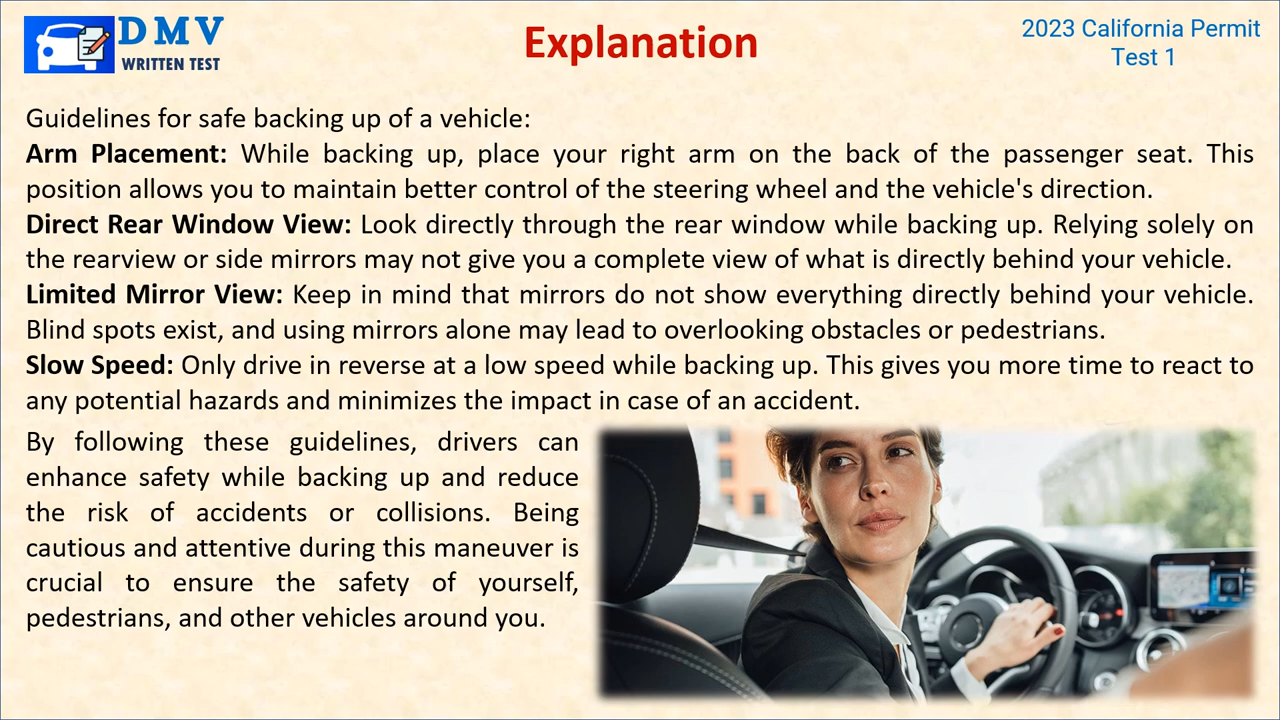 DMV
WRITTEN TEST
Explanation
2023 California Permit
Test 1
Guidelines for safe backing up of a vehicle:
Arm Placement: While backing up, place your right arm on the back of the passenger seat. This
position allows you to maintain better control of the steering wheel and the vehicle's direction.
Direct Rear Window View: Look directly through the rear window while backing up. Relying solely on
the rearview or side mirrors may not give you a complete view of what is directly behind your vehicle.
Limited Mirror View: Keep in mind that mirrors do not show everything directly behind your vehicle.
Blind spots exist, and using mirrors alone may lead to overlooking obstacles or pedestrians.
Slow Speed: Only drive in reverse at a low speed while backing up. This gives you more time to react to
any potential hazards and minimizes the impact in case of an accident.
By following these guidelines, drivers can
enhance safety while backing up and reduce
the risk of accidents or collisions. Being
cautious and attentive during this maneuver is
crucial to ensure the safety of yourself,
pedestrians, and other vehicles around you.